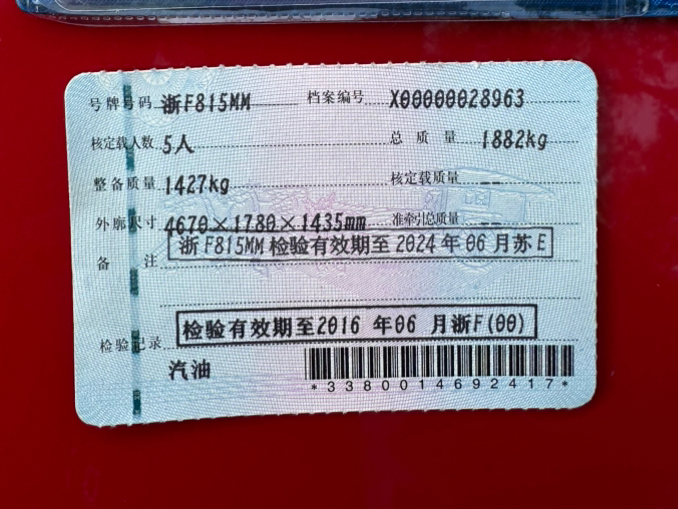 号牌号码 浙F815MM 档案编号 X00000028963
核定载人数 5人 总质量 1882kg
整备质量 1427kg 核定载质量 --
外廓尺寸 4670×1780×1435mm 准牵引总质量 --
浙F815MM检验有效期至2024年06月苏E
备注
检验有效期至2016 年06 月浙F(00)
检验记录
汽油
*3380014692417*